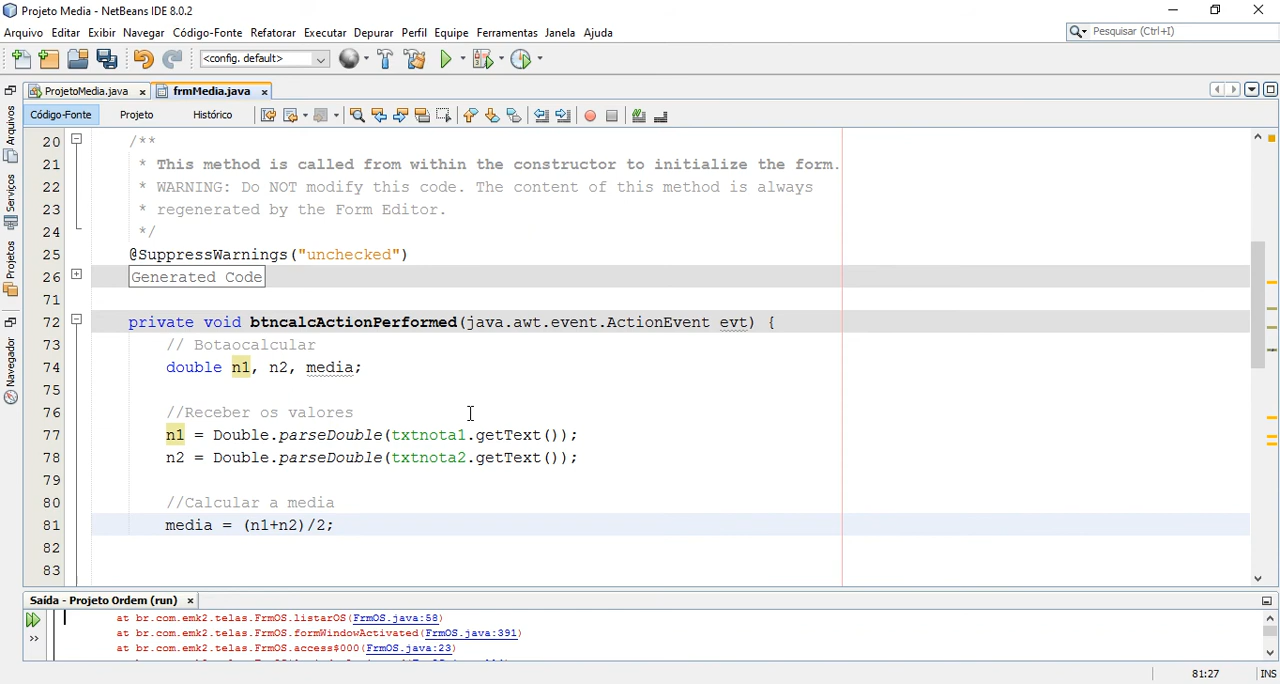 Projeto Media - NetBeans IDE 8.0.2
Arquivo Editar Exibir Navegar Código-Fonte Refatorar Executar Depurar Perfil Equipe Ferramentas Janela Ajuda
Pesquisar (Ctrl+I)
<config. default>
ProjetoMedia.java × frmMedia.java ×
Código-Fonte Projeto Histórico
Arquivos
Serviços
Projetos
Navegador
20 /**
21 * This method is called from within the constructor to initialize the form.
22 * WARNING: Do NOT modify this code. The content of this method is always
23 * regenerated by the Form Editor.
24 */
25 @SuppressWarnings("unchecked")
26 Generated Code
71
72 private void btncalcActionPerformed(java.awt.event.ActionEvent evt) {
73 // Botaocalcular
74 double n1, n2, media;
75
76 //Receber os valores
77 n1 = Double.parseDouble(txtnota1.getText());
78 n2 = Double.parseDouble(txtnota2.getText());
79
80 //Calcular a media
81 media = (n1+n2)/2;
82
83
Saída - Projeto Ordem (run) ×
at br.com.emk2.telas.FrmOS.listarOS(FrmOS.java:58)
at br.com.emk2.telas.FrmOS.formWindowActivated(FrmOS.java:391)
at br.com.emk2.telas.FrmOS.access$000(FrmOS.java:23)
81:27 INS